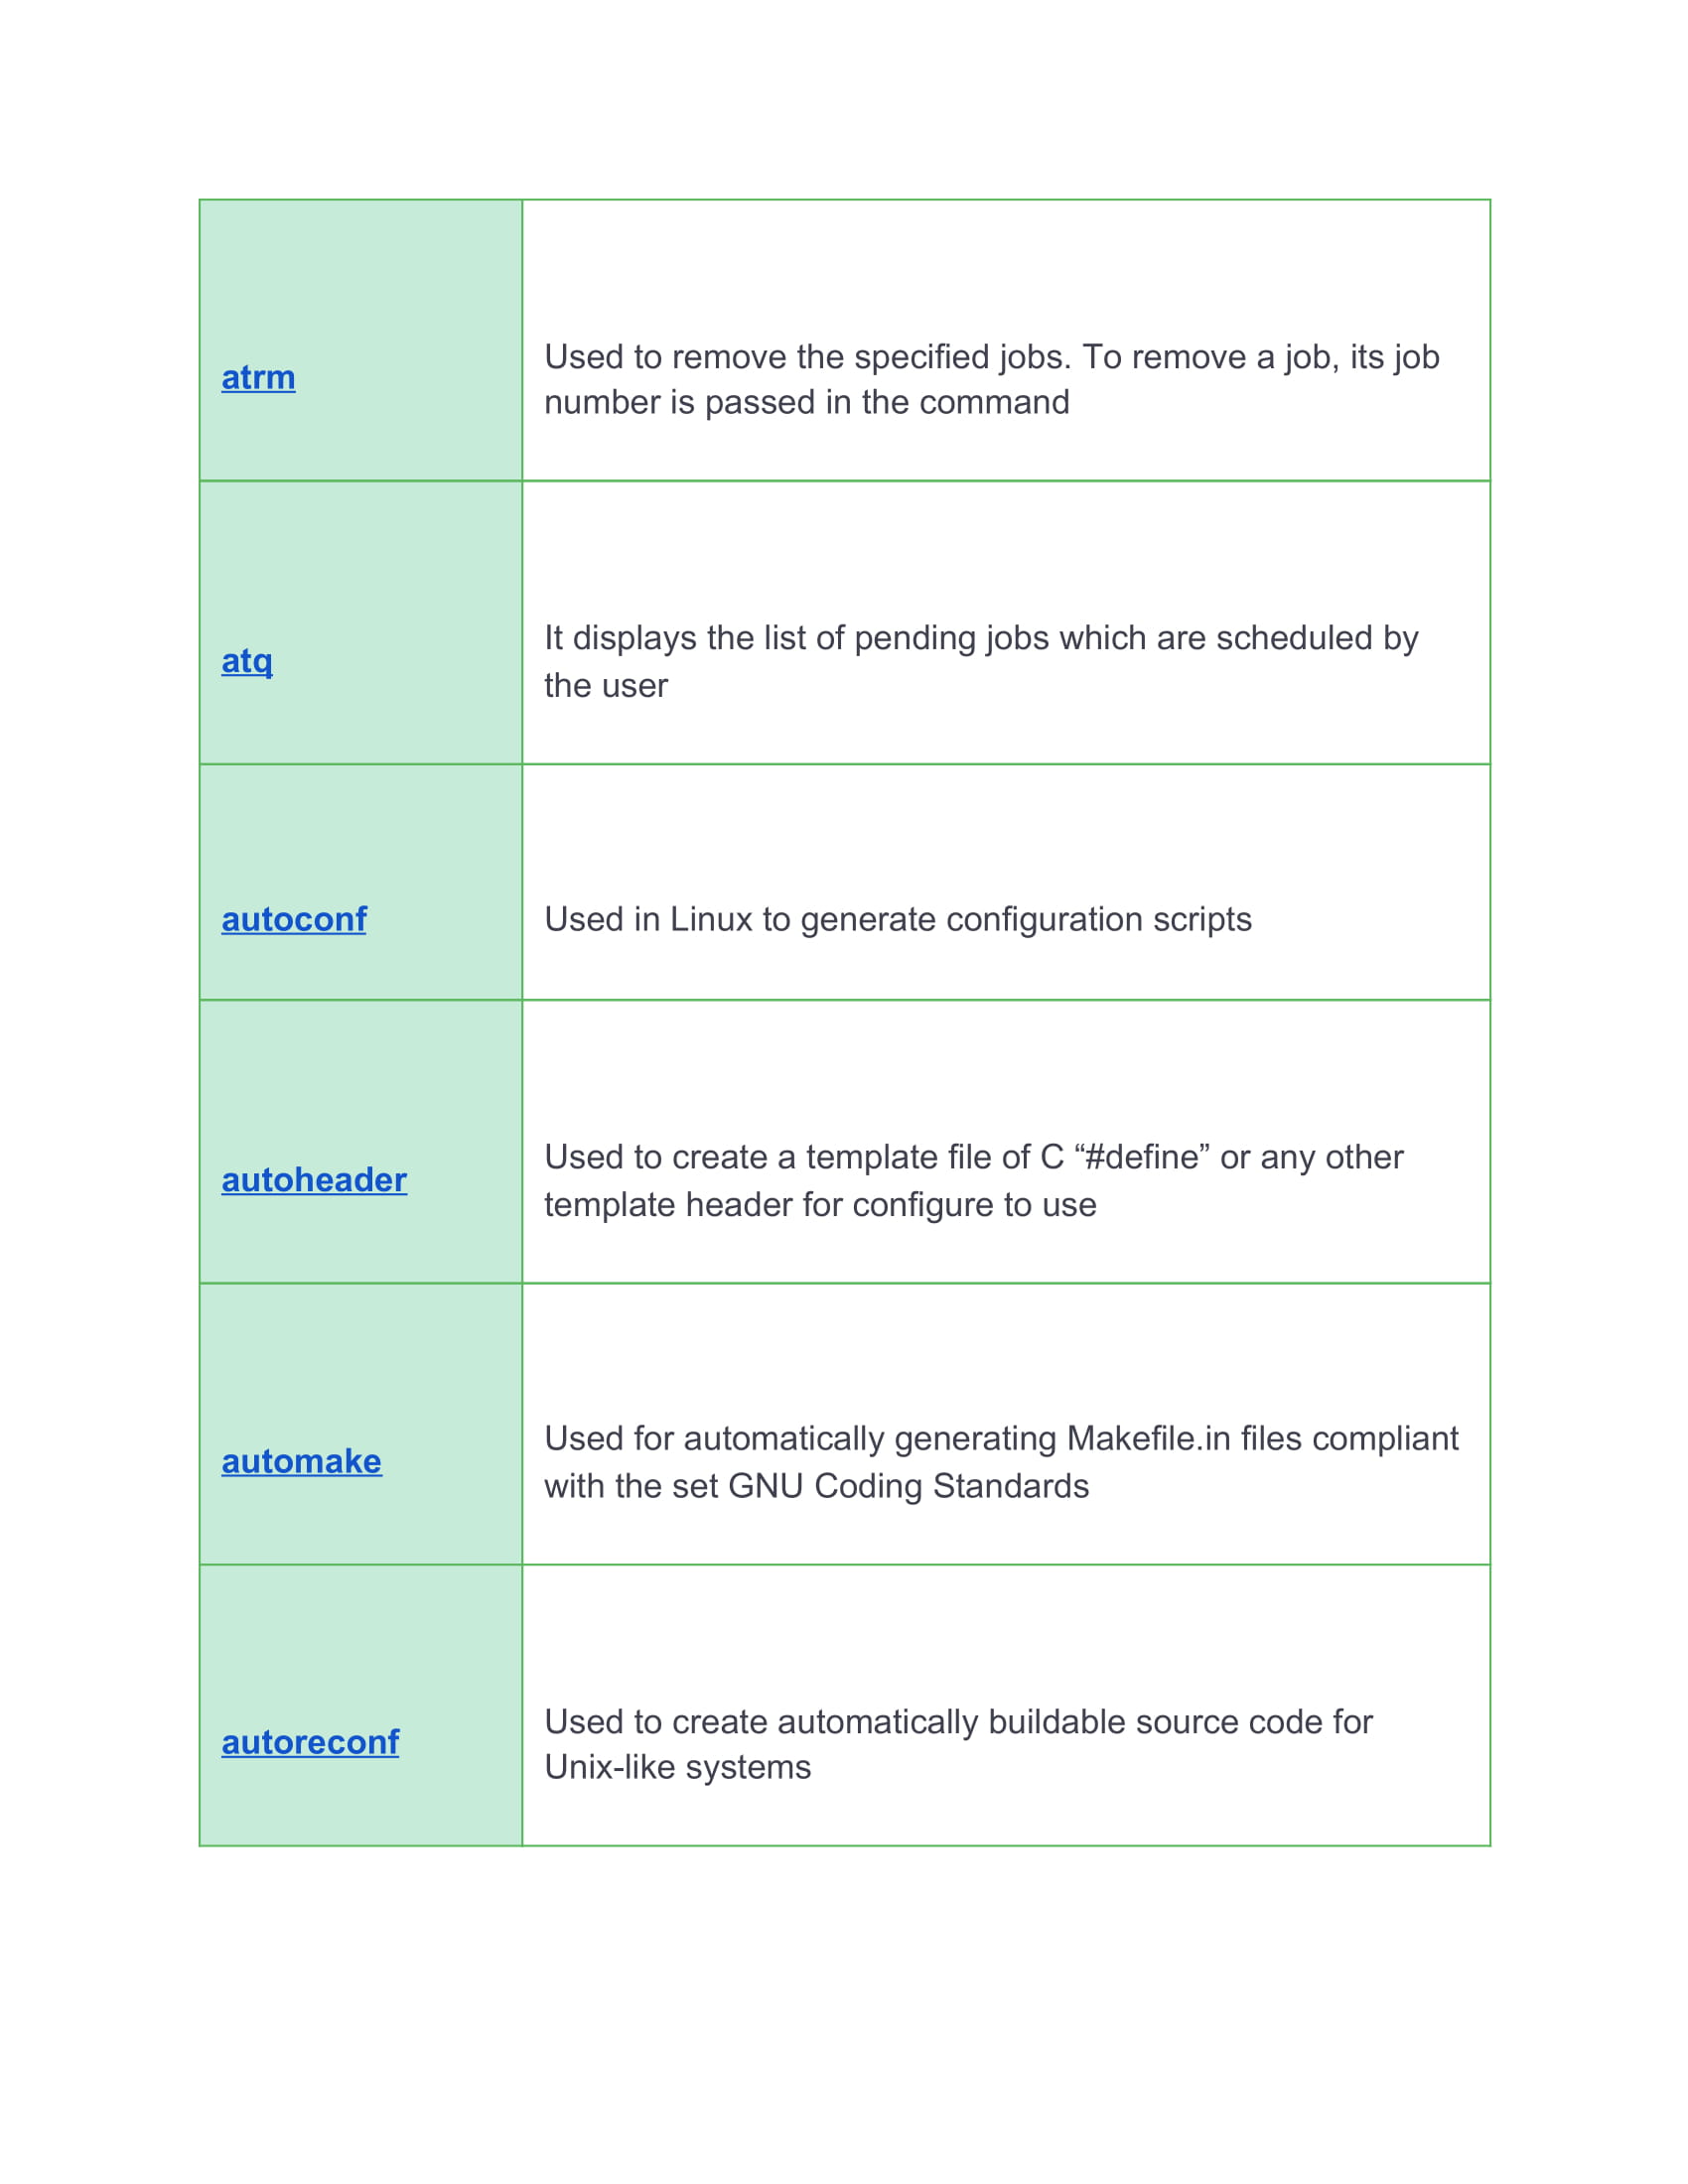 atrm
Used to remove the specified jobs. To remove a job, its job
number is passed in the command
atq
It displays the list of pending jobs which are scheduled by
the user
autoconf
Used in Linux to generate configuration scripts
autoheader
Used to create a template file of C “#define” or any other
template header for configure to use
automake
Used for automatically generating Makefile.in files compliant
with the set GNU Coding Standards
autoreconf
Used to create automatically buildable source code for
Unix-like systems